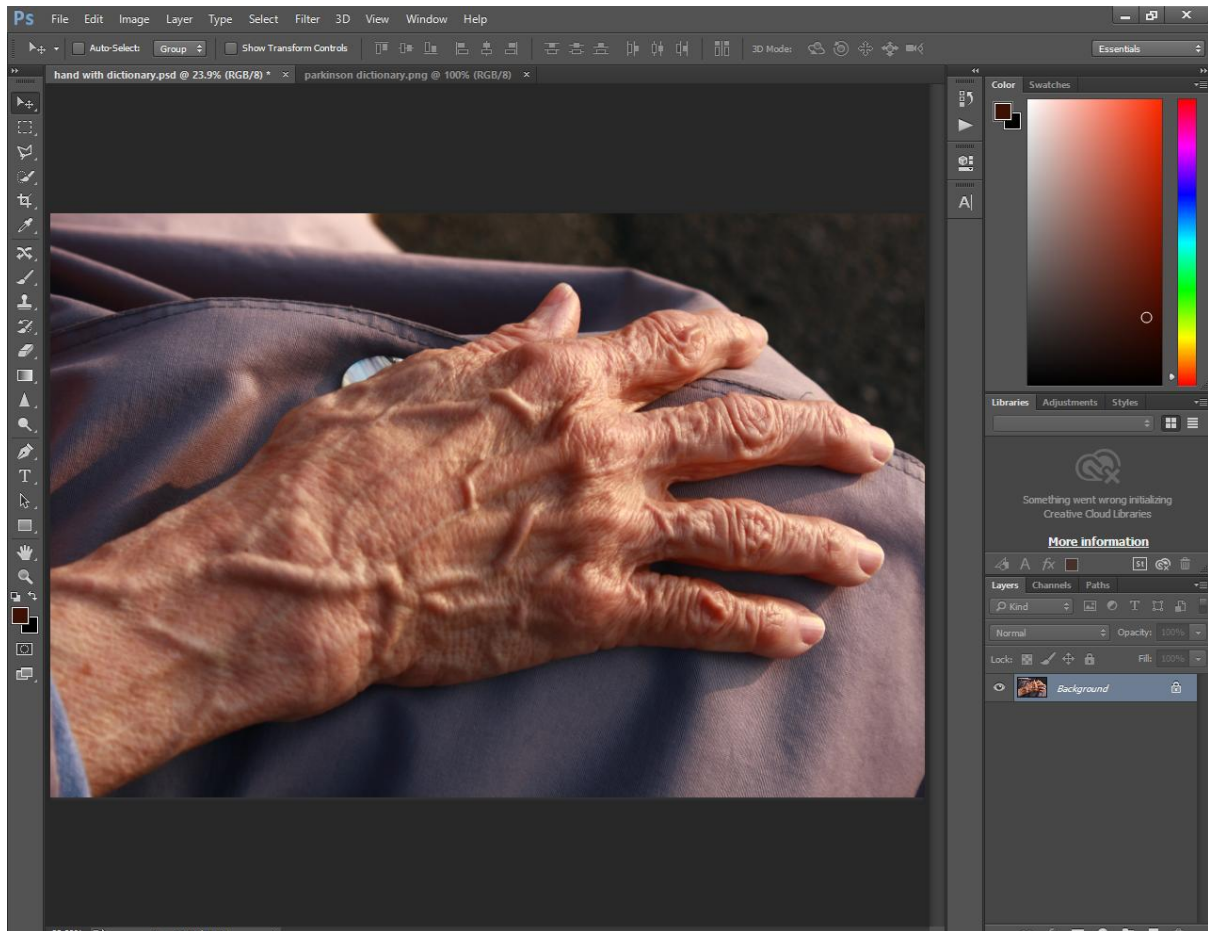 Ps File Edit Image Layer Type Select Filter 3D View Window Help
Auto-Select: Group Show Transform Controls 3D Mode: Essentials
hand with dictionary.psd @ 23.9% (RGB/8) * × parkinson dictionary.png @ 100% (RGB/8) ×
Color Swatches
A
Libraries Adjustments Styles
Something went wrong initializing
Creative Cloud Libraries
More information
A fx St
Layers Channels Paths
Kind T
Normal Opacity: 100%
Lock: Fill: 100%
Background
T